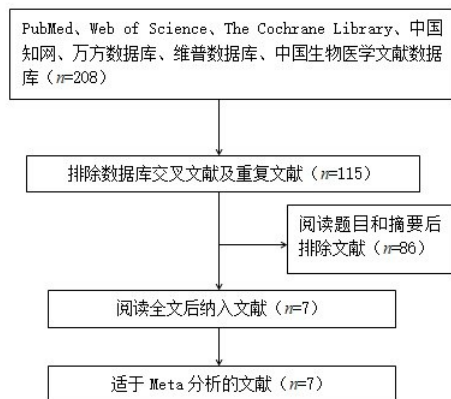 PubMed、Web of Science、The Cochrane Library、中国
知网、万方数据库、维普数据库、中国生物医学文献数据
库（n=208）
排除数据库交叉文献及重复文献（n=115）
阅读题目和摘要后
排除文献（n=86）
阅读全文后纳入文献（n=7）
适于 Meta 分析的文献（n=7）